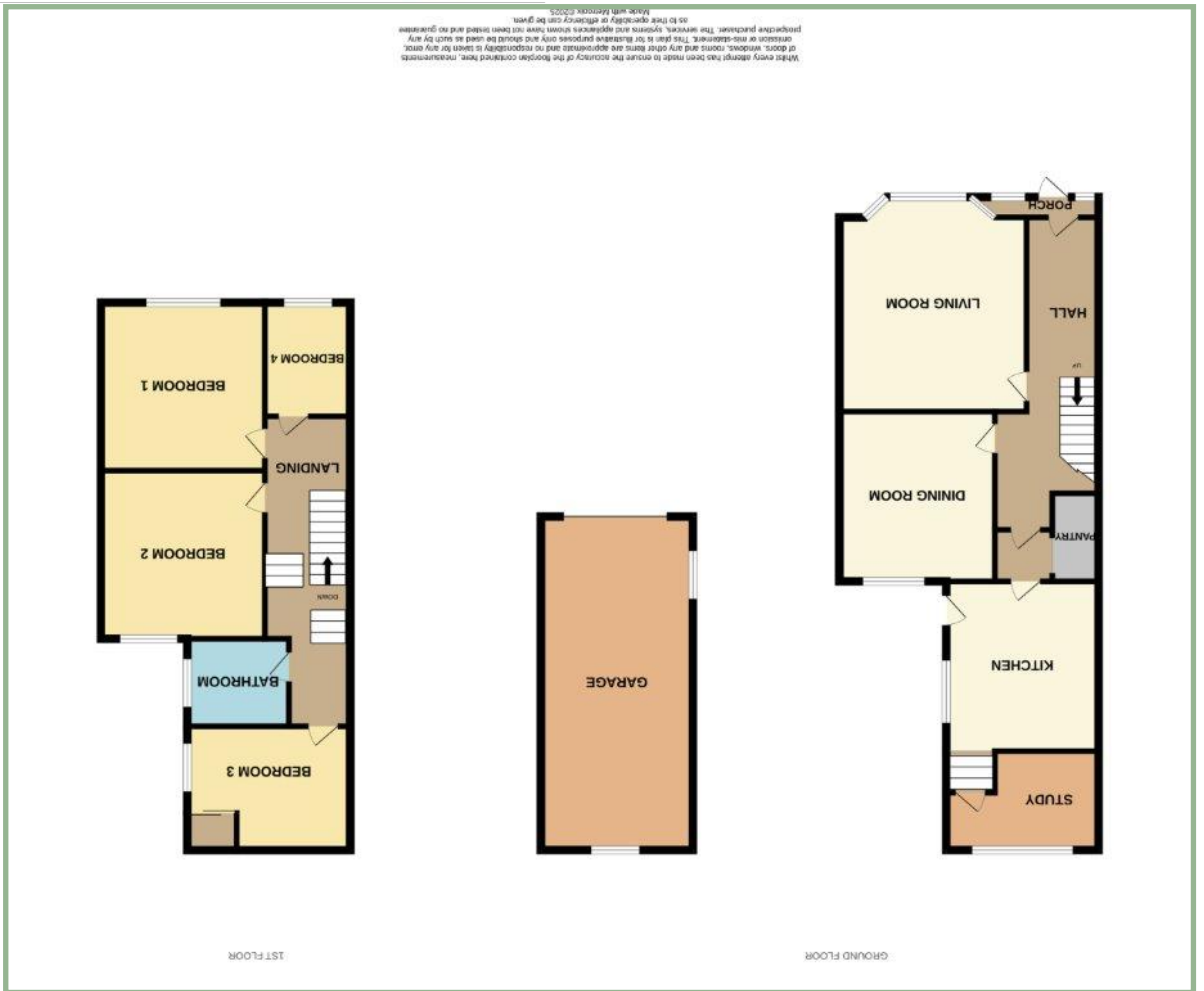 GROUND FLOOR
1ST FLOOR
STUDY
KITCHEN
PANTRY
DINING ROOM
UP
HALL
LIVING ROOM
PORCH
GARAGE
BEDROOM 3
BATHROOM
DOWN
BEDROOM 2
LANDING
BEDROOM 1
BEDROOM 4
Whilst every attempt has been made to ensure the accuracy of the floorplan contained here, measurements
of doors, windows, rooms and any other items are approximate and no responsibility is taken for any error,
omission or mis-statement. This plan is for illustrative purposes only and should be used as such by any
prospective purchaser. The services, systems and appliances shown have not been tested and no guarantee
as to their operability or efficiency can be given.
Made with Metropix ©2025